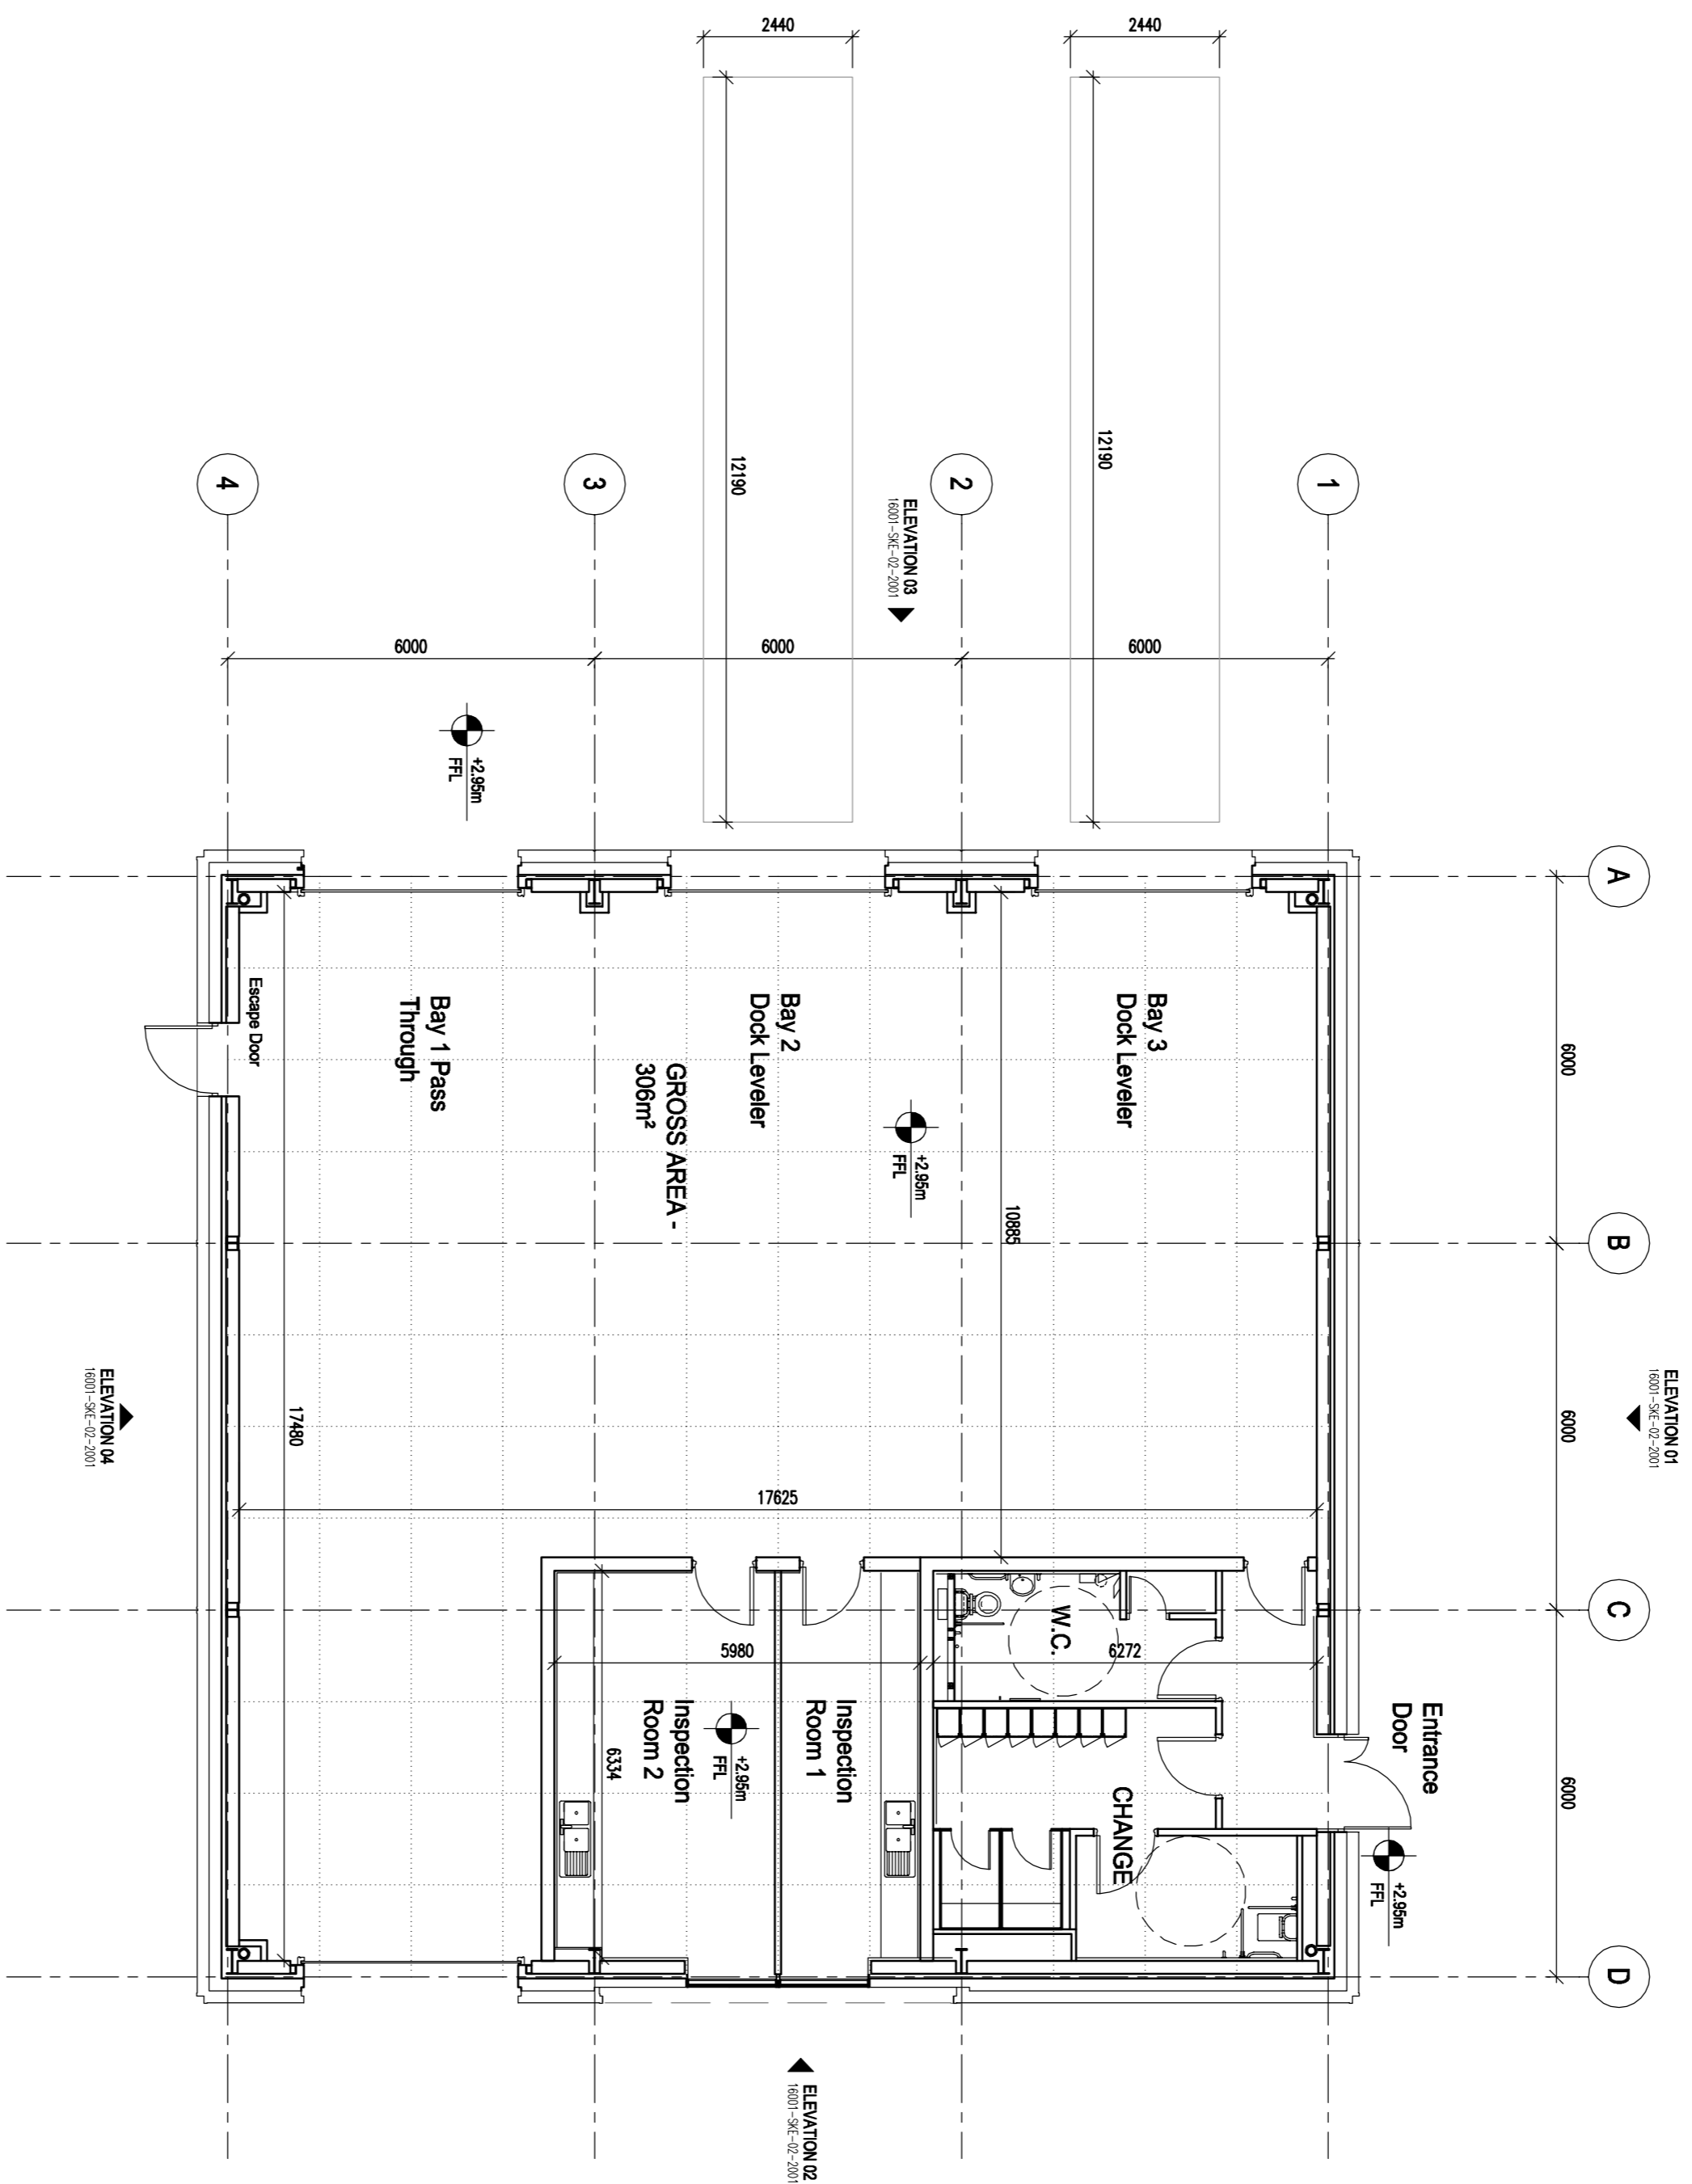 2440
2440
12190
12190
4
3
2
1
ELEVATION 03
16001-SKE-02-2001
6000
6000
6000
+2.95m
FFL
A
B
C
D
6000
6000
6000
ELEVATION 01
16001-SKE-02-2001
Escape Door
Bay 1 Pass
Through
Bay 2
Dock Leveler
Bay 3
Dock Leveler
GROSS AREA -
306m²
+2.95m
FFL
10885
17480
17625
ELEVATION 04
16001-SKE-02-2001
W.C.
5980
6272
Inspection
Room 2
Inspection
Room 1
+2.95m
FFL
6334
CHANGE
Entrance
Door
+2.95m
FFL
ELEVATION 02
16001-SKE-02-2001